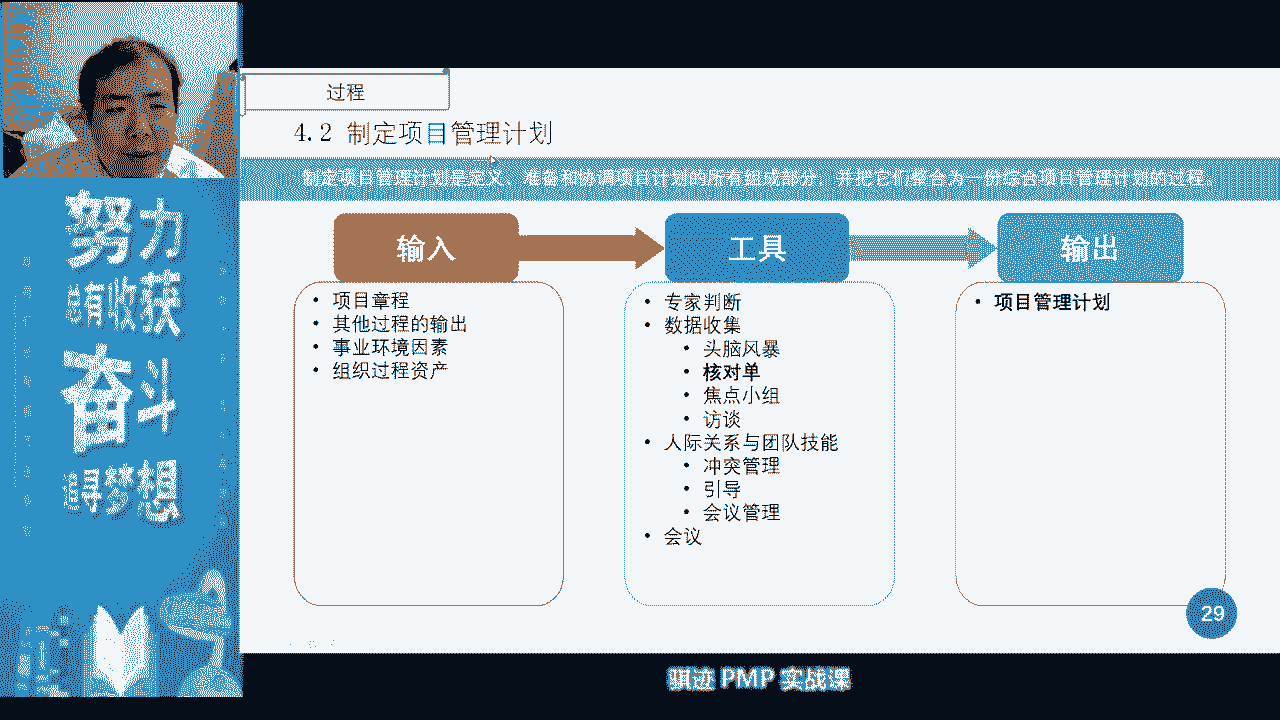 过程
4.2 制定项目管理计划
制定项目管理计划是定义、准备和协调项目计划的所有组成部分，并把它们整合为一份综合项目管理计划的过程。
努力
总有收获
奋斗
追寻梦想
输入
• 项目章程
• 其他过程的输出
• 事业环境因素
• 组织过程资产
工具
• 专家判断
• 数据收集
• 头脑风暴
• 核对单
• 焦点小组
• 访谈
• 人际关系与团队技能
• 冲突管理
• 引导
• 会议管理
• 会议
输出
• 项目管理计划
29
骐迹 PMP 实战课